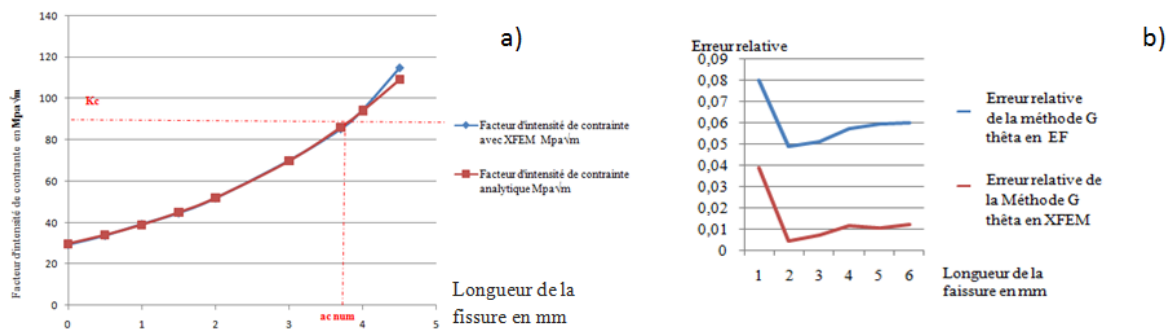 a)
140
120
100
80
60
40
20
0
Facteur d'intensité de contrante en Mpa√m
Kc
ac num
0 1 2 3 4 5
Longueur de la
fissure en mm
Facteur d'intensité de contrainte
avec XFEM Mpa√m
Facteur d'intensité de contrainte
analytique Mpa√m
b)
Erreur relative
0,09
0,08
0,07
0,06
0,05
0,04
0,03
0,02
0,01
0
1 2 3 4 5 6
Longueur de la
faissure en mm
Erreur relative
de la méthode G
thêta en EF
Erreur relative de
la Méthode G
thêta en XFEM